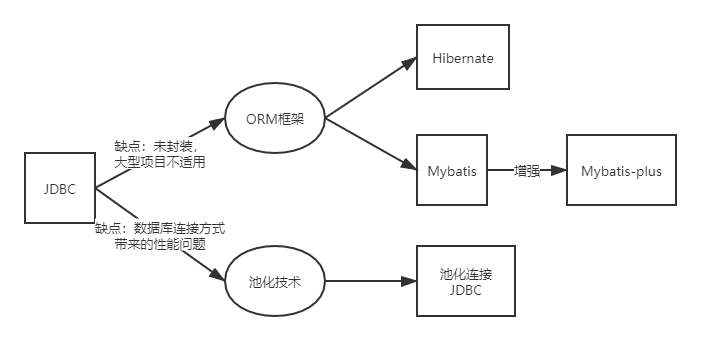 Hibernate
ORM框架
缺点：未封装，
大型项目不适用
JDBC
Mybatis
增强
Mybatis-plus
缺点：数据库连接方式
带来的性能问题
池化技术
池化连接
JDBC